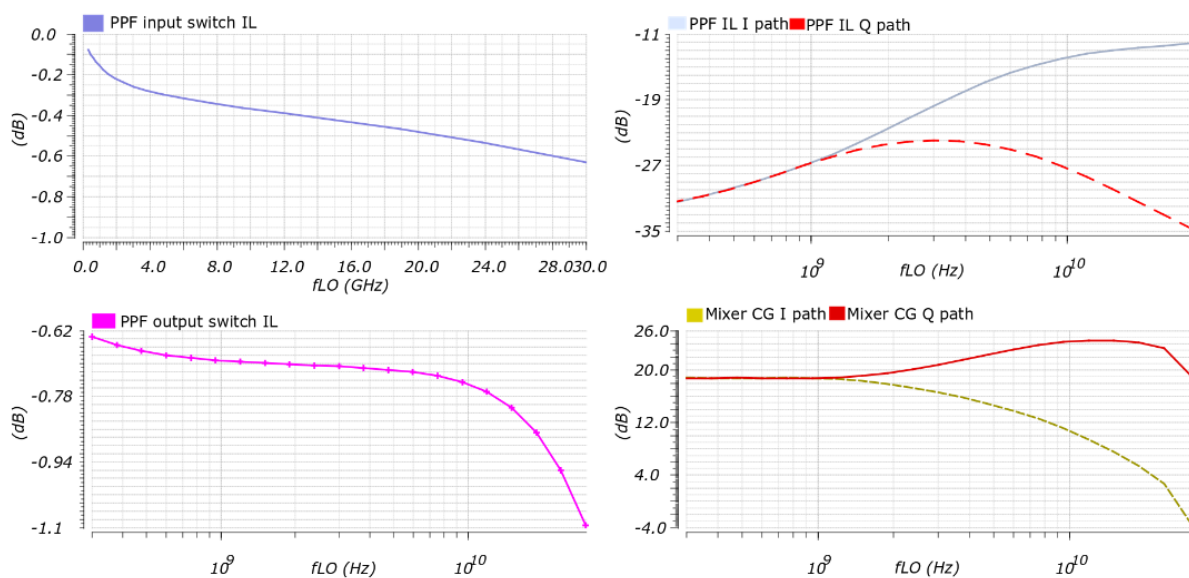 PPF input switch IL
0.0
-0.2
-0.4
-0.6
-0.8
-1.0
(dB)
0.0 4.0 8.0 12.0 16.0 20.0 24.0 28.030.0
fLO (GHz)
PPF IL I path PPF IL Q path
-11
-19
-27
-35
(dB)
10^9 10^10
fLO (Hz)
PPF output switch IL
-0.62
-0.78
-0.94
-1.1
(dB)
10^9 10^10
fLO (Hz)
Mixer CG I path Mixer CG Q path
26.0
20.0
12.0
4.0
-4.0
(dB)
10^9 10^10
fLO (Hz)